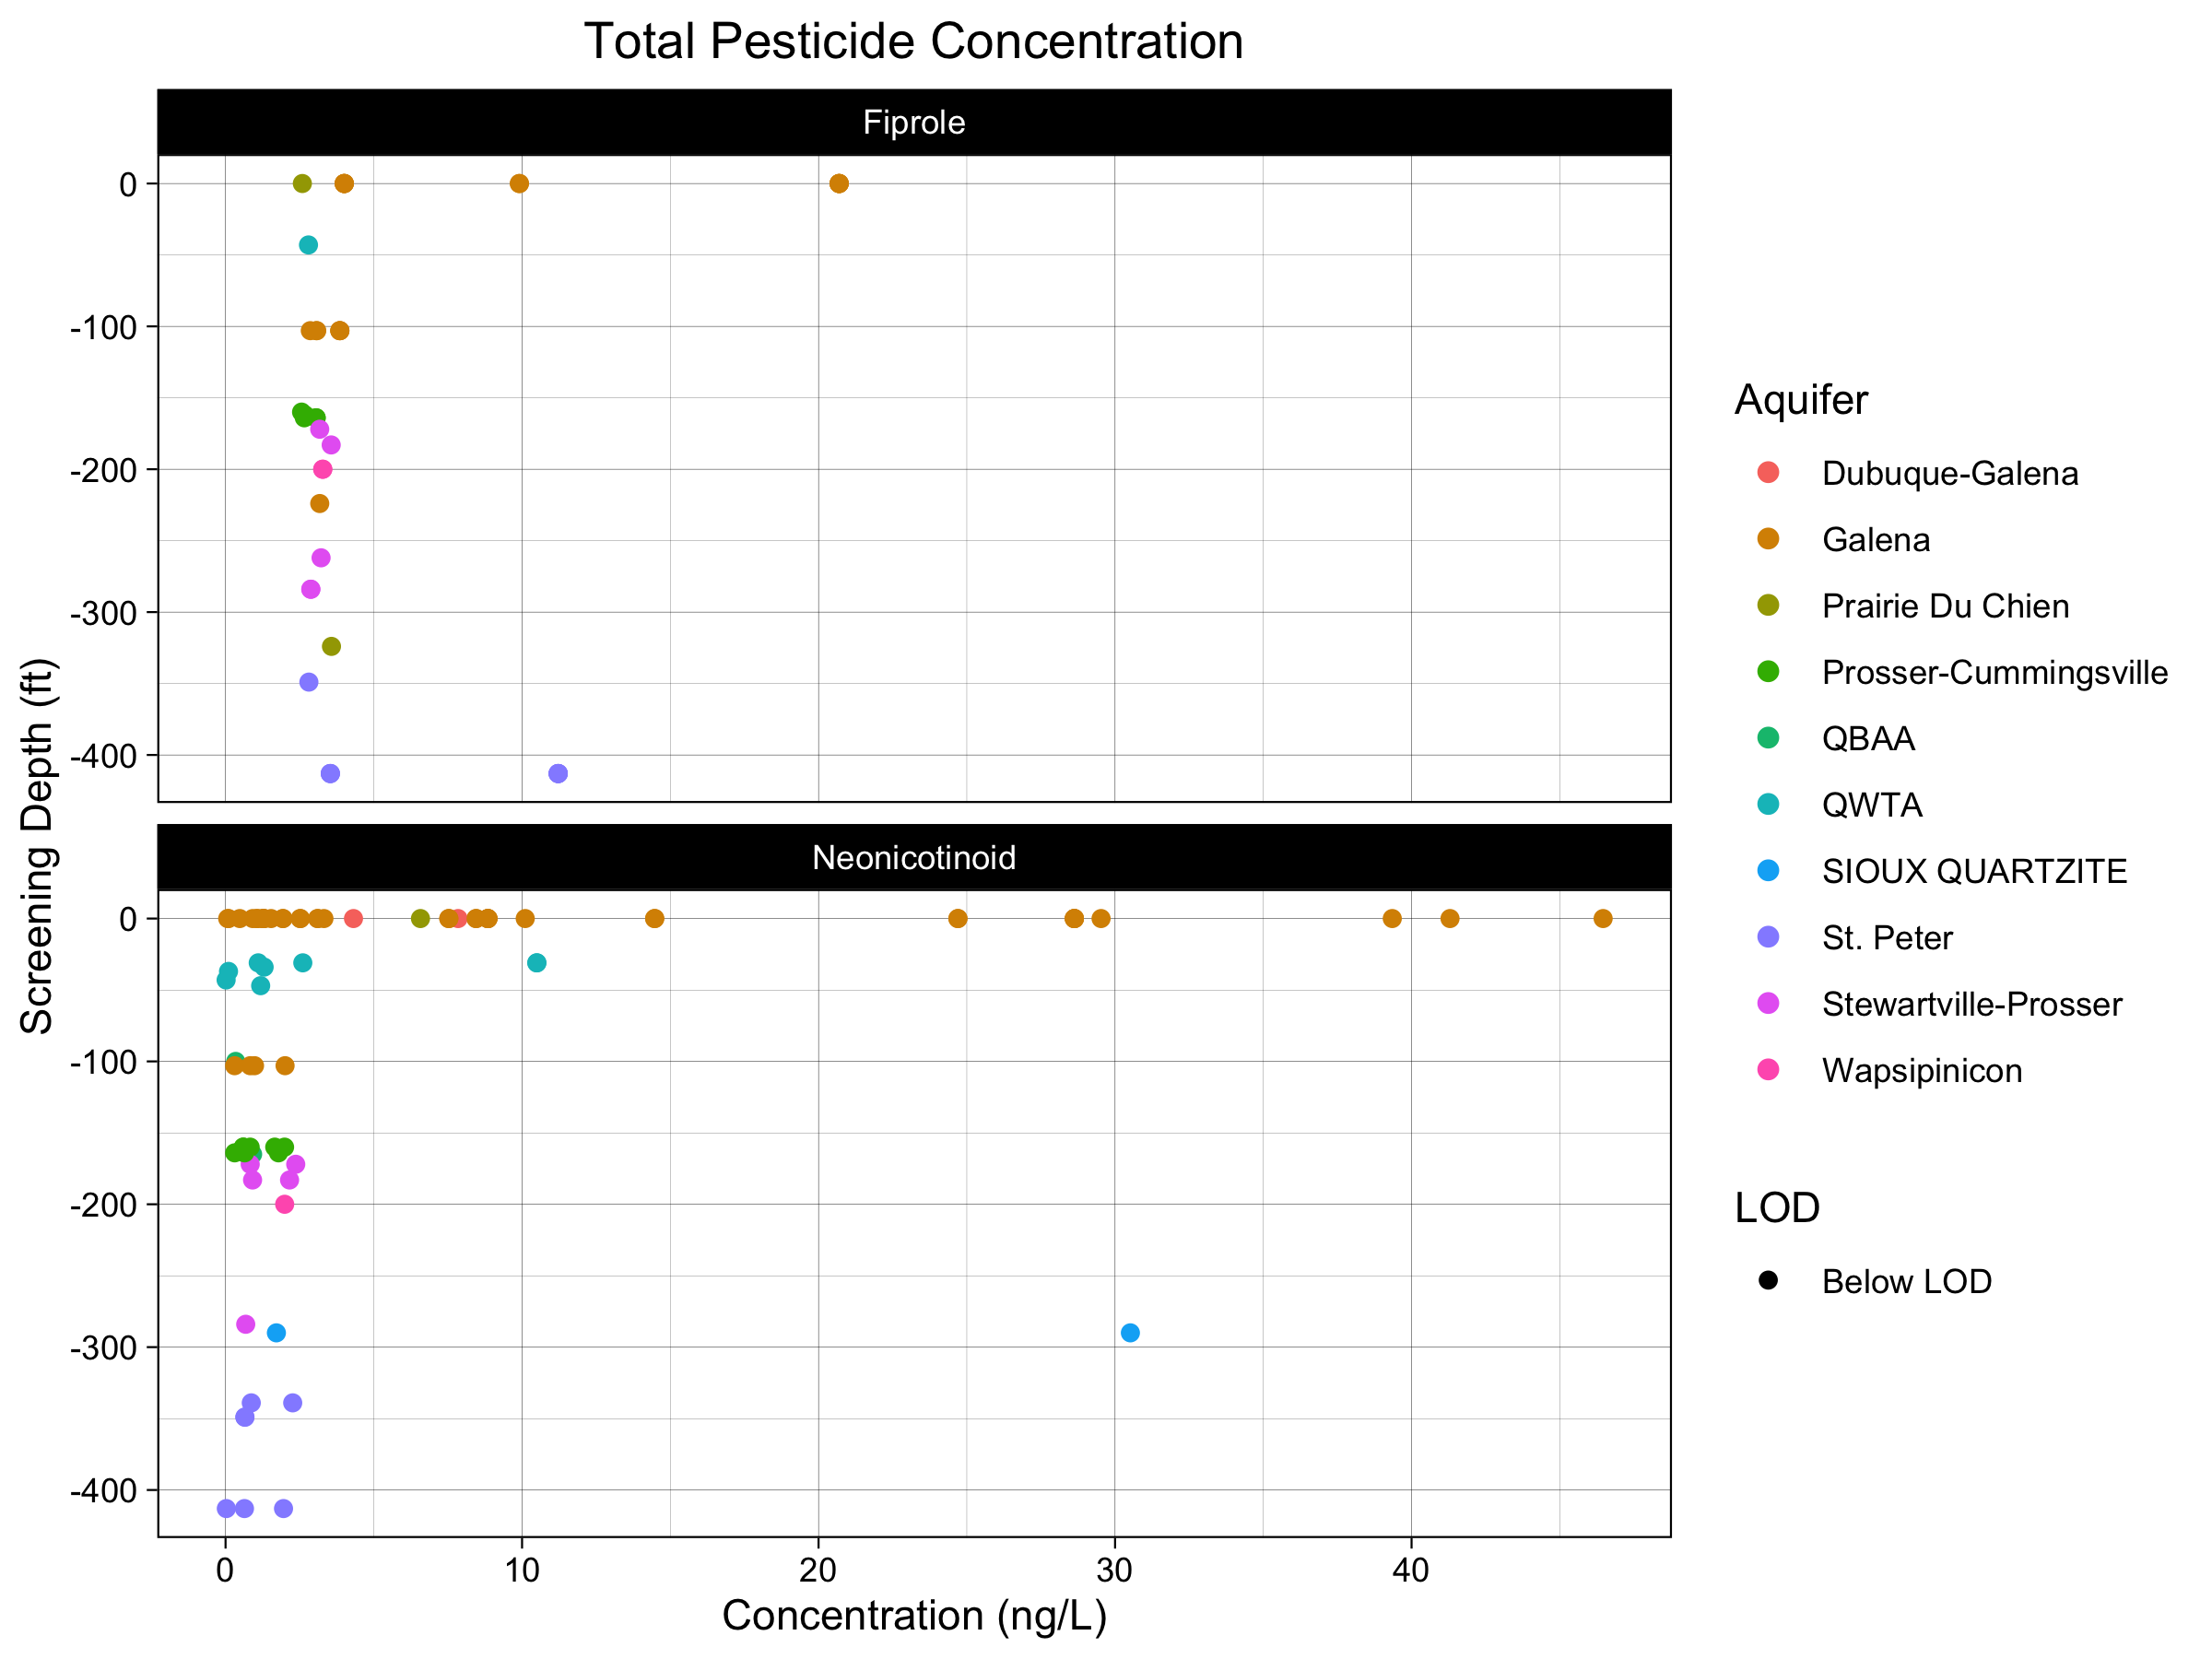 Total Pesticide Concentration
Fiprole
0
-100
-200
-300
-400
Neonicotinoid
0
-100
-200
-300
-400
0 10 20 30 40
Concentration (ng/L)
Screening Depth (ft)
Aquifer
Dubuque-Galena
Galena
Prairie Du Chien
Prosser-Cummingsville
QBAA
QWTA
SIOUX QUARTZITE
St. Peter
Stewartville-Prosser
Wapsipinicon
LOD
Below LOD